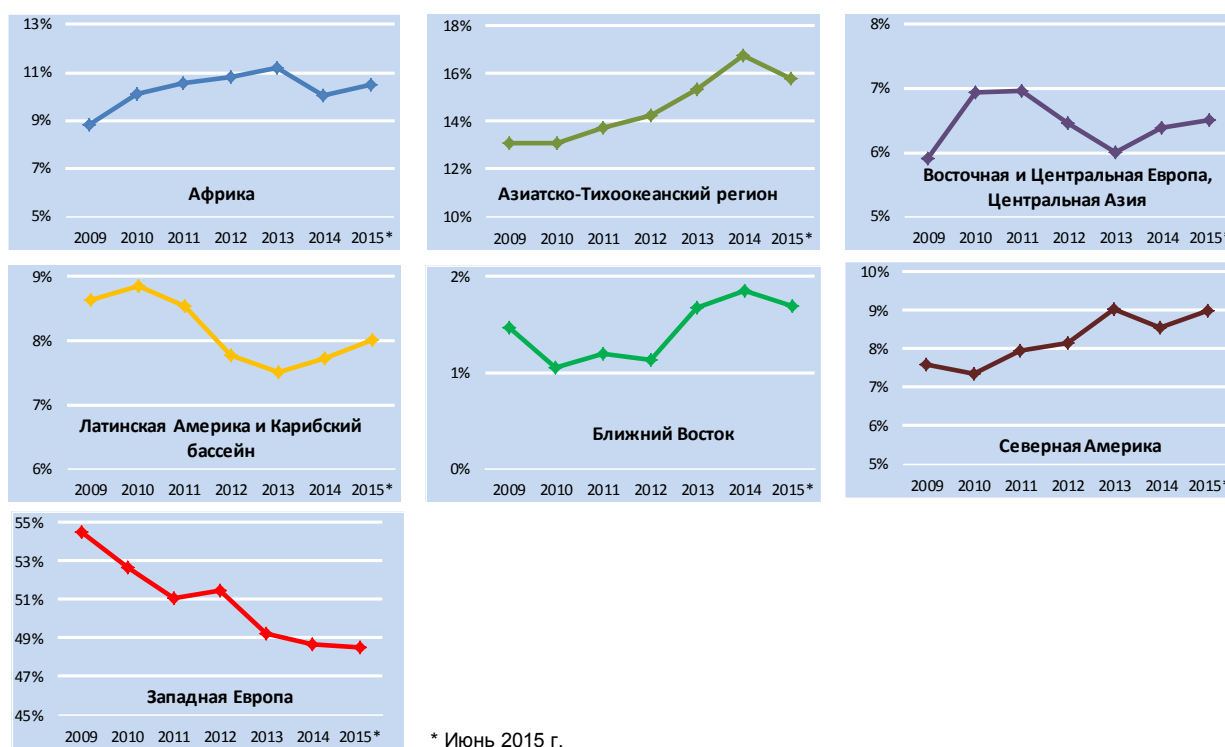 13%
11%
9%
7%
5%
Африка
2009 2010 2011 2012 2013 2014 2015*
18%
16%
14%
12%
10%
Азиатско-Тихоокеанский регион
2009 2010 2011 2012 2013 2014 2015*
8%
7%
6%
5%
Восточная и Центральная Европа,
Центральная Азия
2009 2010 2011 2012 2013 2014 2015*
9%
8%
7%
6%
Латинская Америка и Карибский
бассейн
2009 2010 2011 2012 2013 2014 2015*
2%
1%
0%
Ближний Восток
2009 2010 2011 2012 2013 2014 2015*
10%
9%
8%
7%
6%
5%
Северная Америка
2009 2010 2011 2012 2013 2014 2015*
55%
53%
51%
49%
47%
45%
Западная Европа
2009 2010 2011 2012 2013 2014 2015*
* Июнь 2015 г.